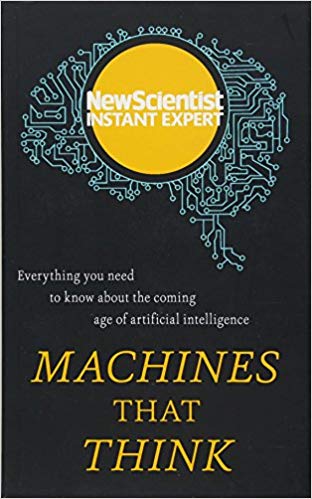 NewScientist
INSTANT EXPERT
Everything you need
to know about the coming
age of artificial intelligence
MACHINES
THAT
THINK